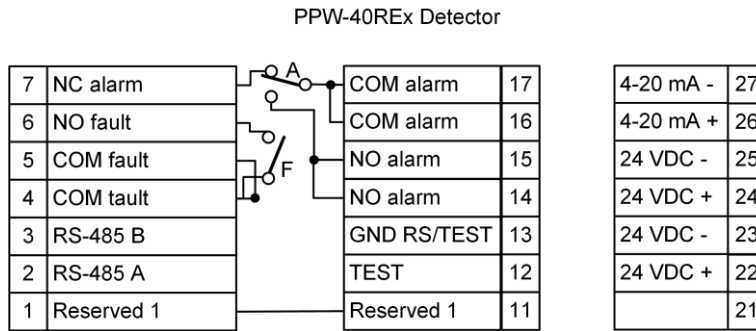 PPW-40REx Detector
7 NC alarm A COM alarm 17 4-20 mA - 27
6 NO fault COM alarm 16 4-20 mA + 26
5 COM fault F NO alarm 15 24 VDC - 25
4 COM tault NO alarm 14 24 VDC + 24
3 RS-485 B GND RS/TEST 13 24 VDC - 23
2 RS-485 A TEST 12 24 VDC + 22
1 Reserved 1 Reserved 1 11 21